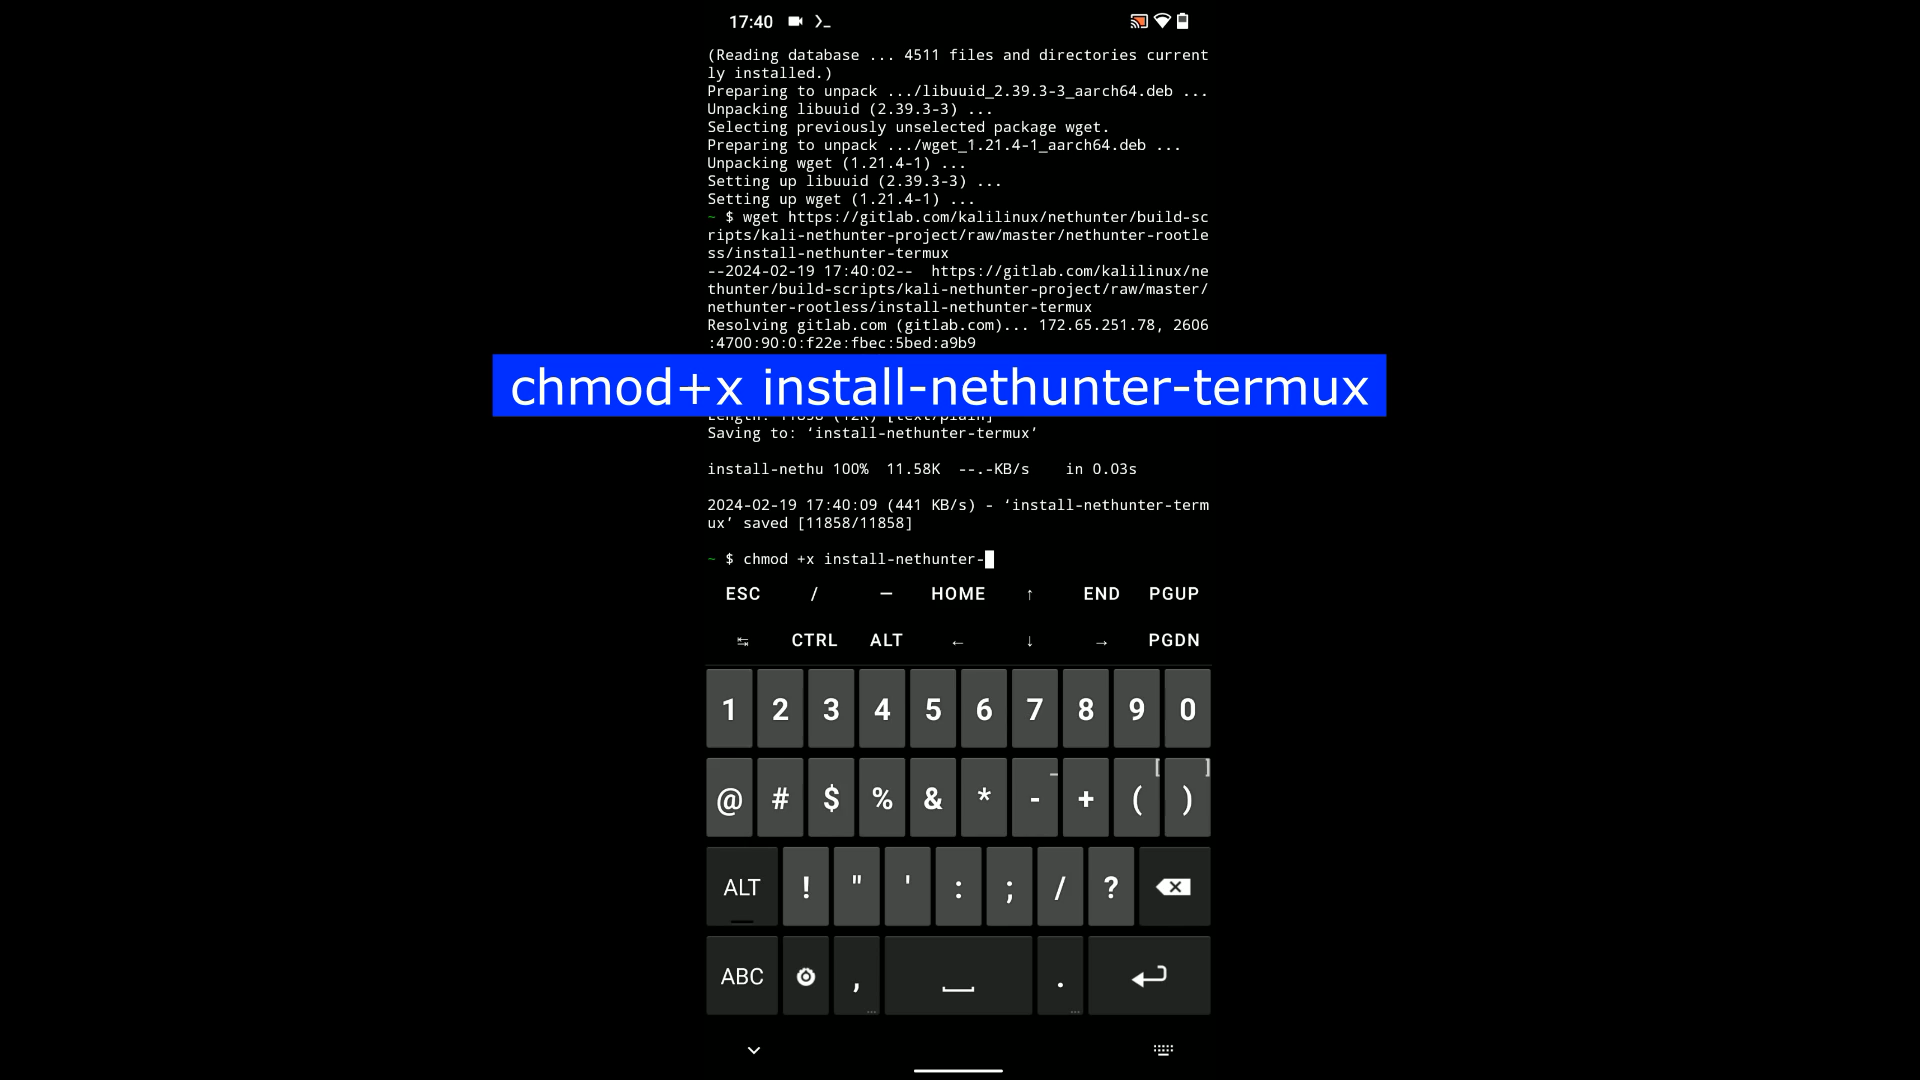 17:40
(Reading database ... 4511 files and directories current
ly installed.)
Preparing to unpack .../libuuid_2.39.3-3_aarch64.deb ...
Unpacking libuuid (2.39.3-3) ...
Selecting previously unselected package wget.
Preparing to unpack .../wget_1.21.4-1_aarch64.deb ...
Unpacking wget (1.21.4-1) ...
Setting up libuuid (2.39.3-3) ...
Setting up wget (1.21.4-1) ...
~ $ wget https://gitlab.com/kalilinux/nethunter/build-sc
ripts/kali-nethunter-project/raw/master/nethunter-rootle
ss/install-nethunter-termux
--2024-02-19 17:40:02-- https://gitlab.com/kalilinux/ne
thunter/build-scripts/kali-nethunter-project/raw/master/
nethunter-rootless/install-nethunter-termux
Resolving gitlab.com (gitlab.com)... 172.65.251.78, 2606
:4700:90:0:f22e:fbec:5bed:a9b9
chmod+x install-nethunter-termux
Length: 11858 (12K) [text/plain]
Saving to: ‘install-nethunter-termux’
install-nethu 100% 11.58K --.-KB/s in 0.03s
2024-02-19 17:40:09 (441 KB/s) - ‘install-nethunter-term
ux’ saved [11858/11858]
~ $ chmod +x install-nethunter-
ESC / — HOME ↑ END PGUP
↹ CTRL ALT ← ↓ → PGDN
1 2 3 4 5 6 7 8 9 0
@ # $ % & * - _ + ( [ ) ]
ALT ! " ' : ; / ?
ABC , .